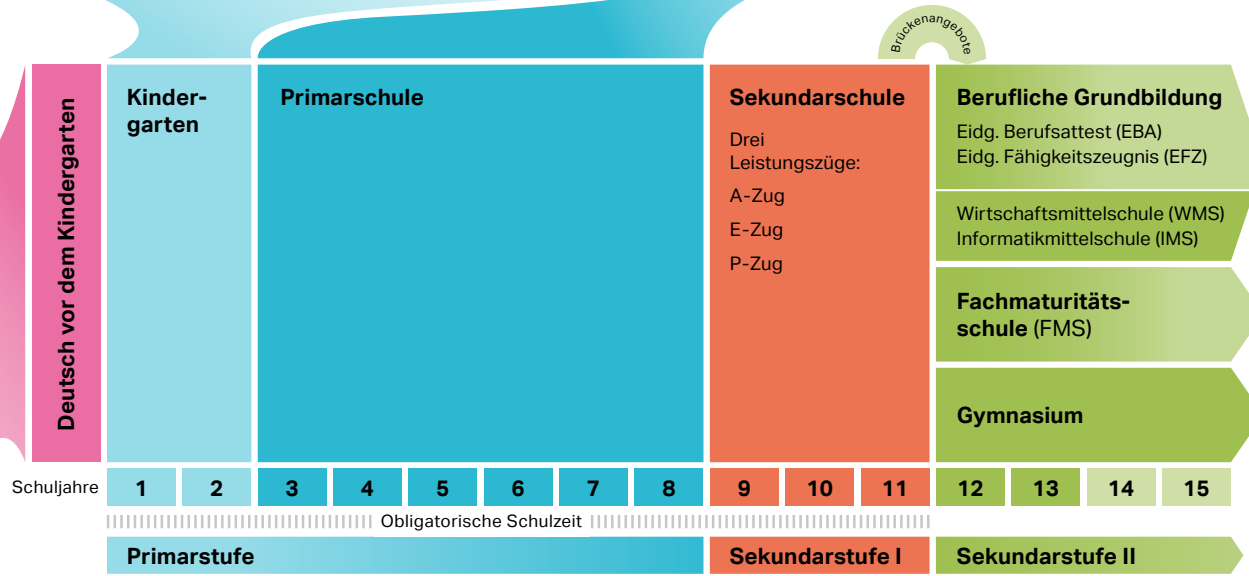 Brückenangebote
Deutsch vor dem Kindergarten
Kinder-
garten
Primarschule
Sekundarschule
Drei
Leistungszüge:
A-Zug
E-Zug
P-Zug
Berufliche Grundbildung
Eidg. Berufsattest (EBA)
Eidg. Fähigkeitszeugnis (EFZ)
Wirtschaftsmittelschule (WMS)
Informatikmittelschule (IMS)
Fachmaturitäts-
schule (FMS)
Gymnasium
Schuljahre 1 2 3 4 5 6 7 8 9 10 11 12 13 14 15
Obligatorische Schulzeit
Primarstufe Sekundarstufe I Sekundarstufe II